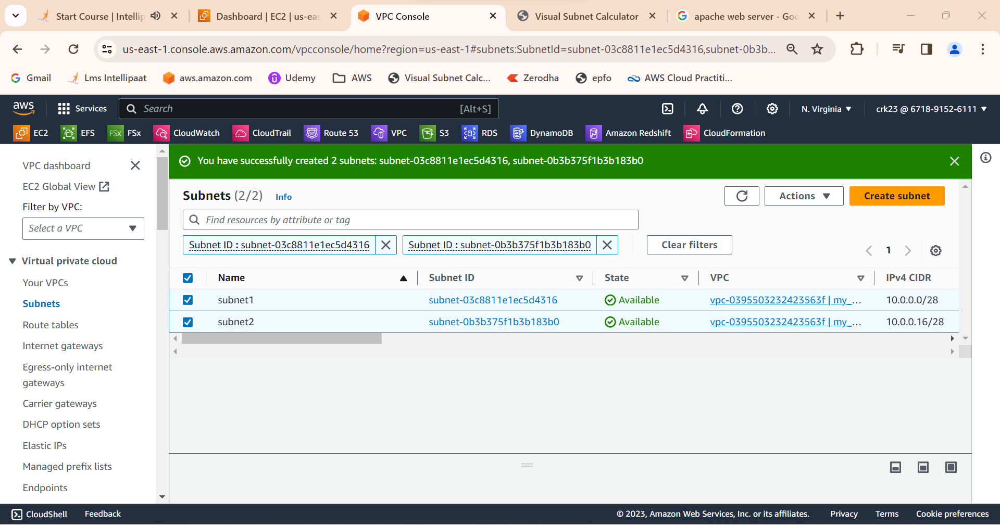 Start Course | Intellip
Dashboard | EC2 | us-eas
VPC Console
Visual Subnet Calculator
apache web server - Goo
us-east-1.console.aws.amazon.com/vpcconsole/home?region=us-east-1#subnets:SubnetId=subnet-03c8811e1ec5d4316,subnet-0b3b...
Gmail
Lms Intellipaat
aws.amazon.com
Udemy
AWS
Visual Subnet Calc...
Zerodha
epfo
AWS Cloud Practiti...
aws
Services
Search
[Alt+S]
N. Virginia
crk23 @ 6718-9152-6111
EC2
EFS
FSx
FSx
CloudWatch
CloudTrail
53
Route 53
VPC
S3
RDS
DynamoDB
Amazon Redshift
CloudFormation
VPC dashboard
EC2 Global View
Filter by VPC:
Select a VPC
Virtual private cloud
Your VPCs
Subnets
Route tables
Internet gateways
Egress-only internet
gateways
Carrier gateways
DHCP option sets
Elastic IPs
Managed prefix lists
Endpoints
You have successfully created 2 subnets: subnet-03c8811e1ec5d4316, subnet-0b3b375f1b3b183b0
Subnets (2/2) Info
Actions
Create subnet
Find resources by attribute or tag
Subnet ID : subnet-03c8811e1ec5d4316
Subnet ID : subnet-0b3b375f1b3b183b0
Clear filters
1
Name Subnet ID State VPC IPv4 CIDR
subnet1 subnet-03c8811e1ec5d4316 Available vpc-0395503232423563f | my_... 10.0.0.0/28
subnet2 subnet-0b3b375f1b3b183b0 Available vpc-0395503232423563f | my_... 10.0.0.16/28
CloudShell
Feedback
© 2023, Amazon Web Services, Inc. or its affiliates.
Privacy
Terms
Cookie preferences